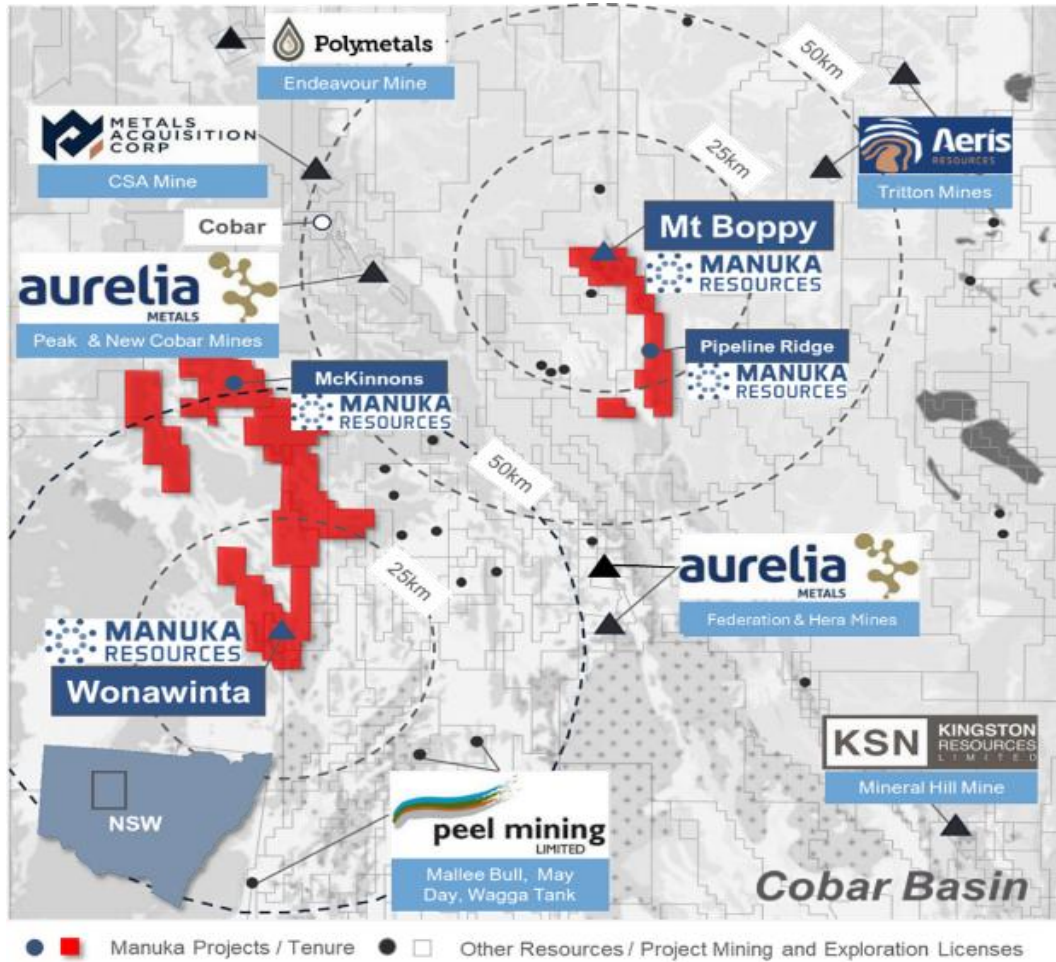 Polymetals
Endeavour Mine
50km
METALS
ACQUISITION
CORP
CSA Mine
Aeris
RESOURCES
Tritton Mines
25km
Cobar
Mt Boppy
MANUKA
RESOURCES
aurelia
METALS
Peak & New Cobar Mines
Pipeline Ridge
MANUKA
RESOURCES
McKinnons
MANUKA
RESOURCES
50km
25km
aurelia
METALS
Federation & Hera Mines
MANUKA
RESOURCES
Wonawinta
KSN
KINGSTON
RESOURCES
LIMITED
Mineral Hill Mine
NSW
peel mining
LIMITED
Mallee Bull, May
Day, Wagga Tank
Cobar Basin
Manuka Projects / Tenure
Other Resources / Project Mining and Exploration Licenses